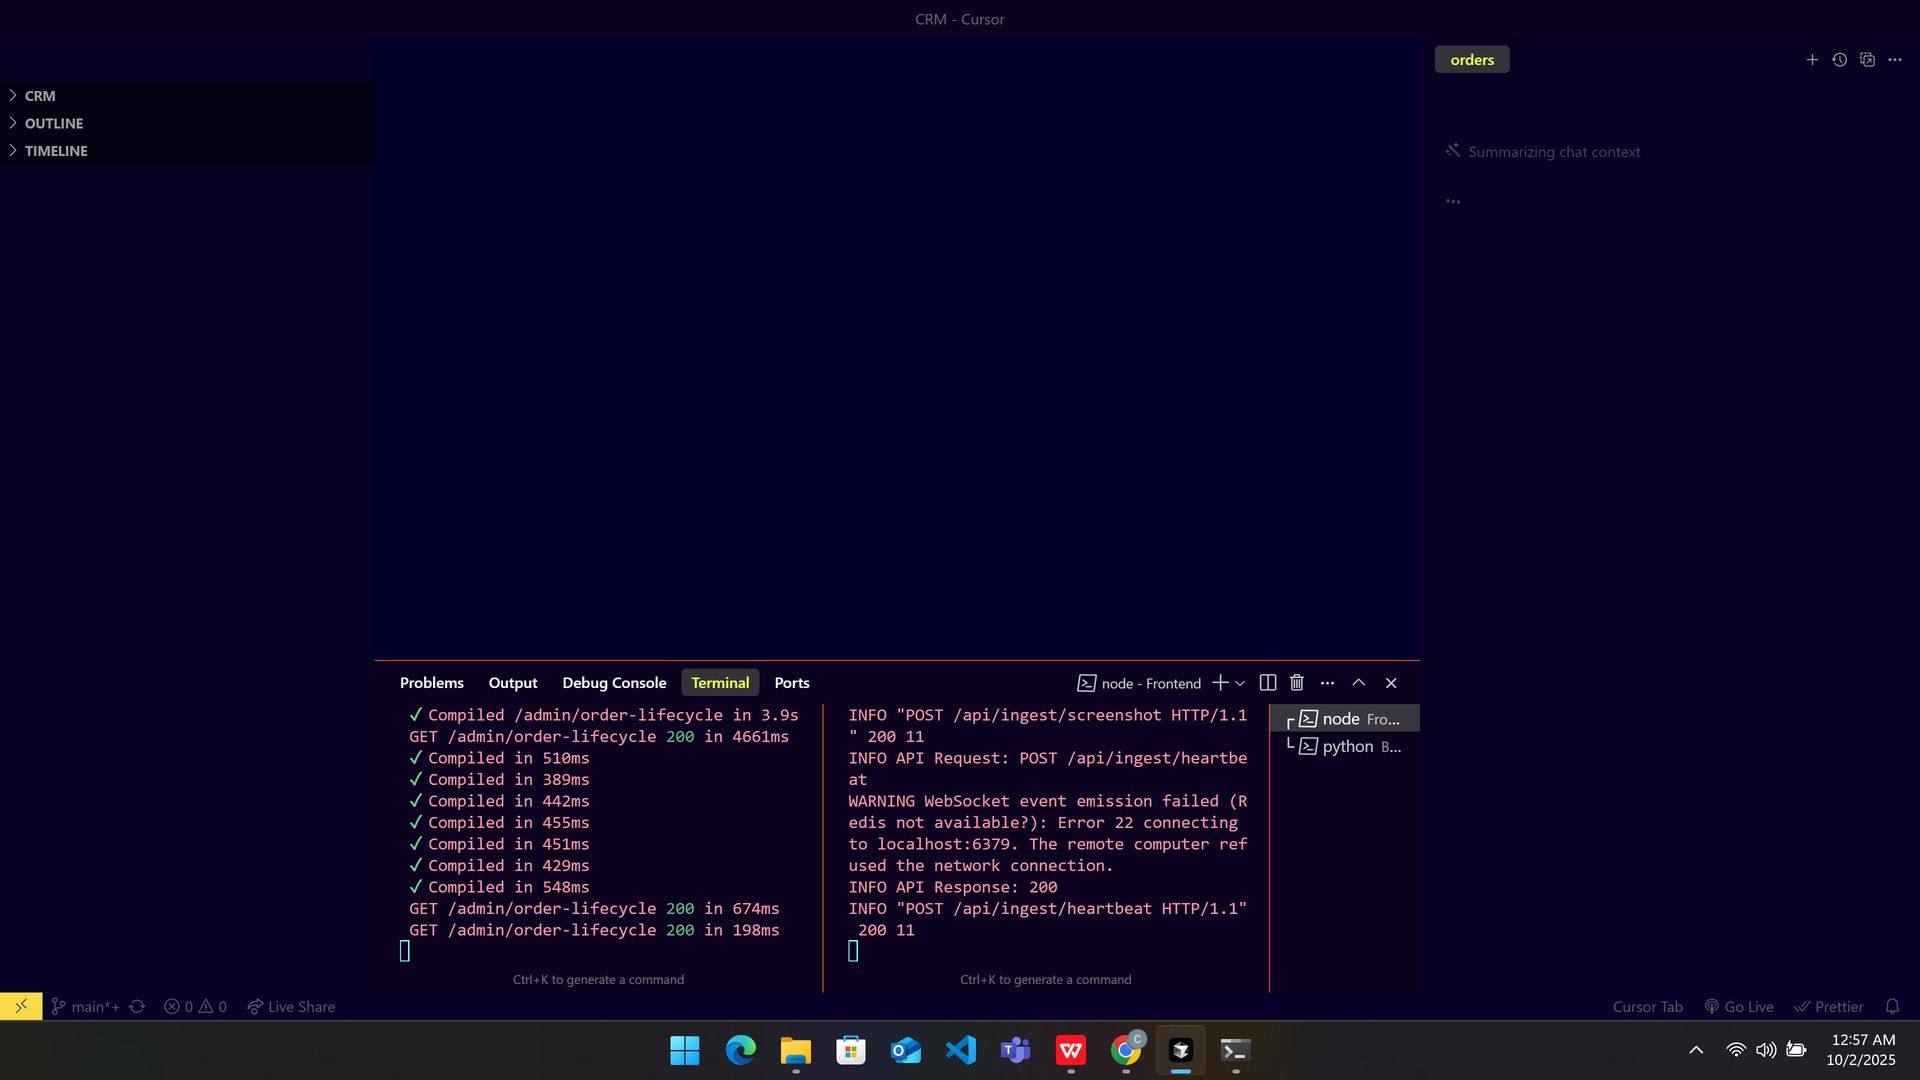 CRM - Cursor
CRM
OUTLINE
TIMELINE
orders
Summarizing chat context
Problems
Output
Debug Console
Terminal
Ports
node - Frontend
✓ Compiled /admin/order-lifecycle in 3.9s
GET /admin/order-lifecycle 200 in 4661ms
✓ Compiled in 510ms
✓ Compiled in 389ms
✓ Compiled in 442ms
✓ Compiled in 455ms
✓ Compiled in 451ms
✓ Compiled in 429ms
✓ Compiled in 548ms
GET /admin/order-lifecycle 200 in 674ms
GET /admin/order-lifecycle 200 in 198ms
Ctrl+K to generate a command
INFO "POST /api/ingest/screenshot HTTP/1.1
" 200 11
INFO API Request: POST /api/ingest/heartbe
at
WARNING WebSocket event emission failed (R
edis not available?): Error 22 connecting
to localhost:6379. The remote computer ref
used the network connection.
INFO API Response: 200
INFO "POST /api/ingest/heartbeat HTTP/1.1"
200 11
Ctrl+K to generate a command
node Fro...
python B...
main*+
0
0
Live Share
Cursor Tab
Go Live
Prettier
C
12:57 AM
10/2/2025